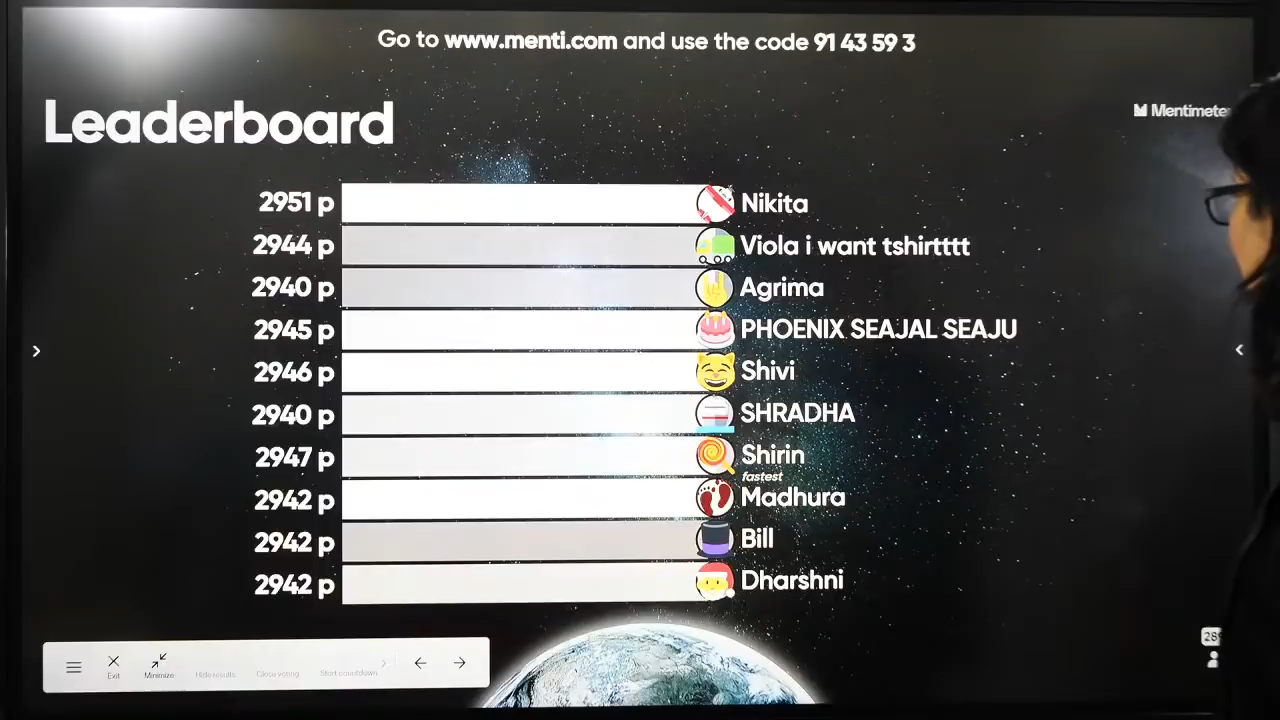 Go to www.menti.com and use the code 91 43 59 3
Leaderboard
Mentimeter
2951 p Nikita
2944 p Viola i want tshirtttt
2940 p Agrima
2945 p PHOENIX SEAJAL SEAJU
2946 p Shivi
2940 p SHRADHA
2947 p Shirin
fastest
2942 p Madhura
2942 p Bill
2942 p Dharshni
Exit Minimize Hide results Close voting Start countdown